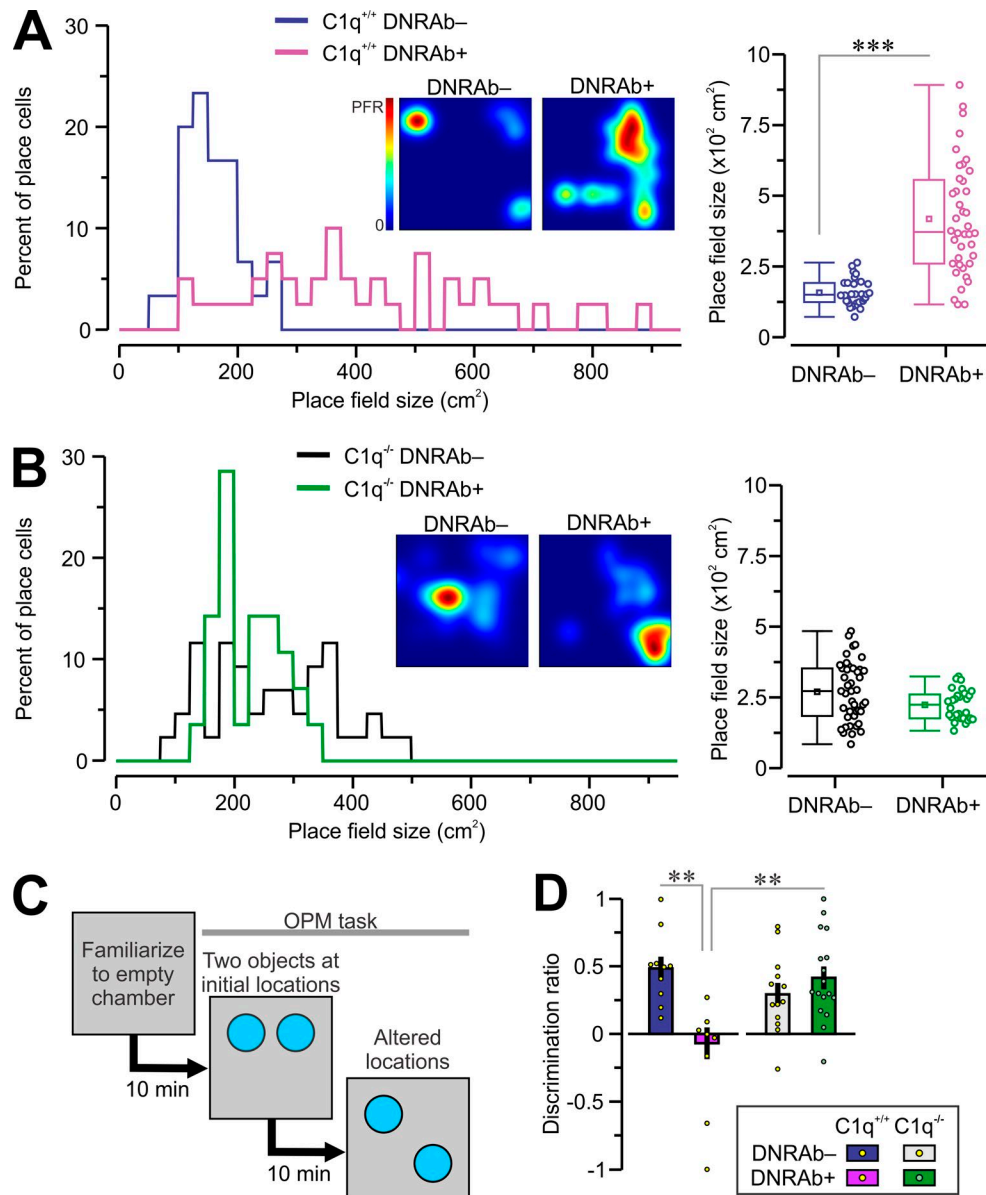 A
C1q+/+ DNRAb–
C1q+/+ DNRAb+
Percent of place cells
30
20
10
0
0 200 400 600 800
Place field size (cm2)
PFR
0
DNRAb–
DNRAb+
***
Place field size (x102 cm2)
10
7.5
5
2.5
0
DNRAb–
DNRAb+
B
C1q-/- DNRAb–
C1q-/- DNRAb+
Percent of place cells
30
20
10
0
0 200 400 600 800
Place field size (cm2)
DNRAb–
DNRAb+
Place field size (x102 cm2)
10
7.5
5
2.5
0
DNRAb–
DNRAb+
C
OPM task
Familiarize
to empty
chamber
10 min
Two objects at
initial locations
10 min
Altered
locations
D
** **
Discrimination ratio
1
0.5
0
-0.5
-1
C1q+/+ C1q-/-
DNRAb–
DNRAb+